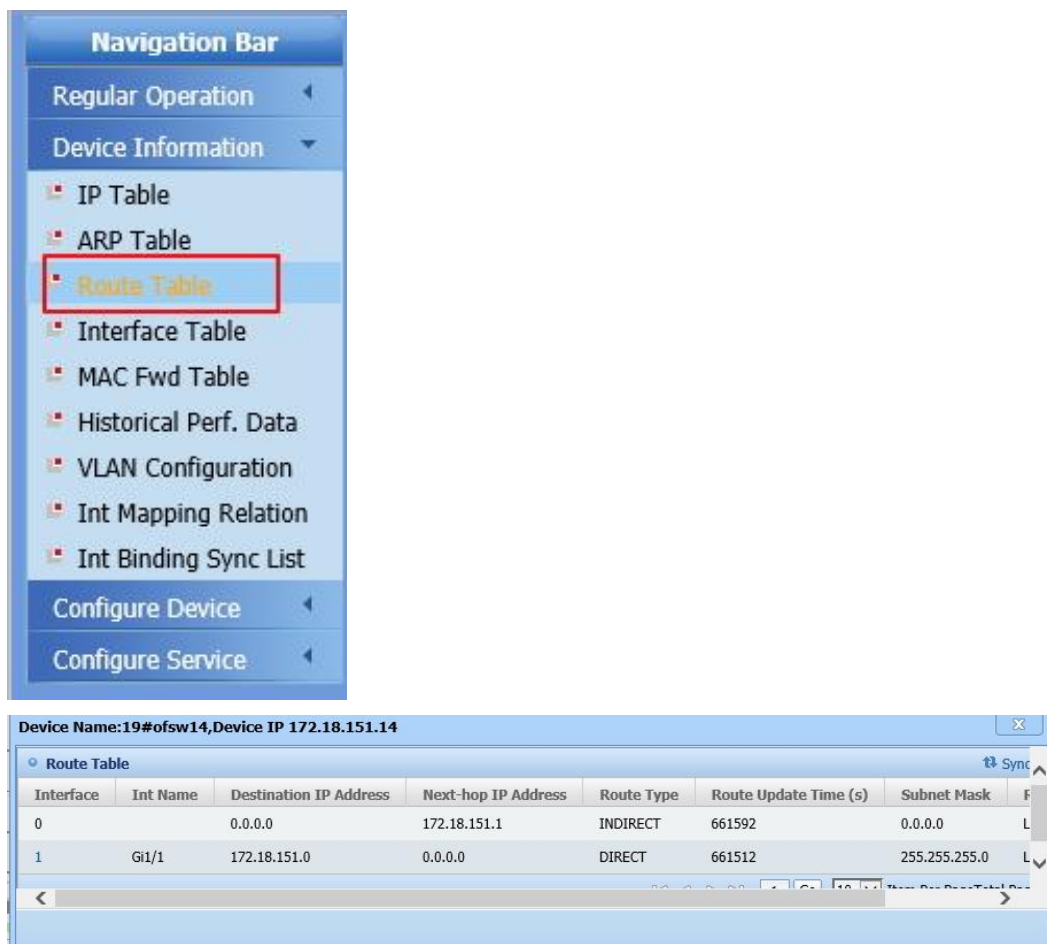 Navigation Bar
Regular Operation
Device Information
IP Table
ARP Table
Route Table
Interface Table
MAC Fwd Table
Historical Perf. Data
VLAN Configuration
Int Mapping Relation
Int Binding Sync List
Configure Device
Configure Service
Device Name:19#ofsw14,Device IP 172.18.151.14
Route Table Sync
Interface Int Name Destination IP Address Next-hop IP Address Route Type Route Update Time (s) Subnet Mask
0 0.0.0.0 172.18.151.1 INDIRECT 661592 0.0.0.0 L
1 Gi1/1 172.18.151.0 0.0.0.0 DIRECT 661512 255.255.255.0 L